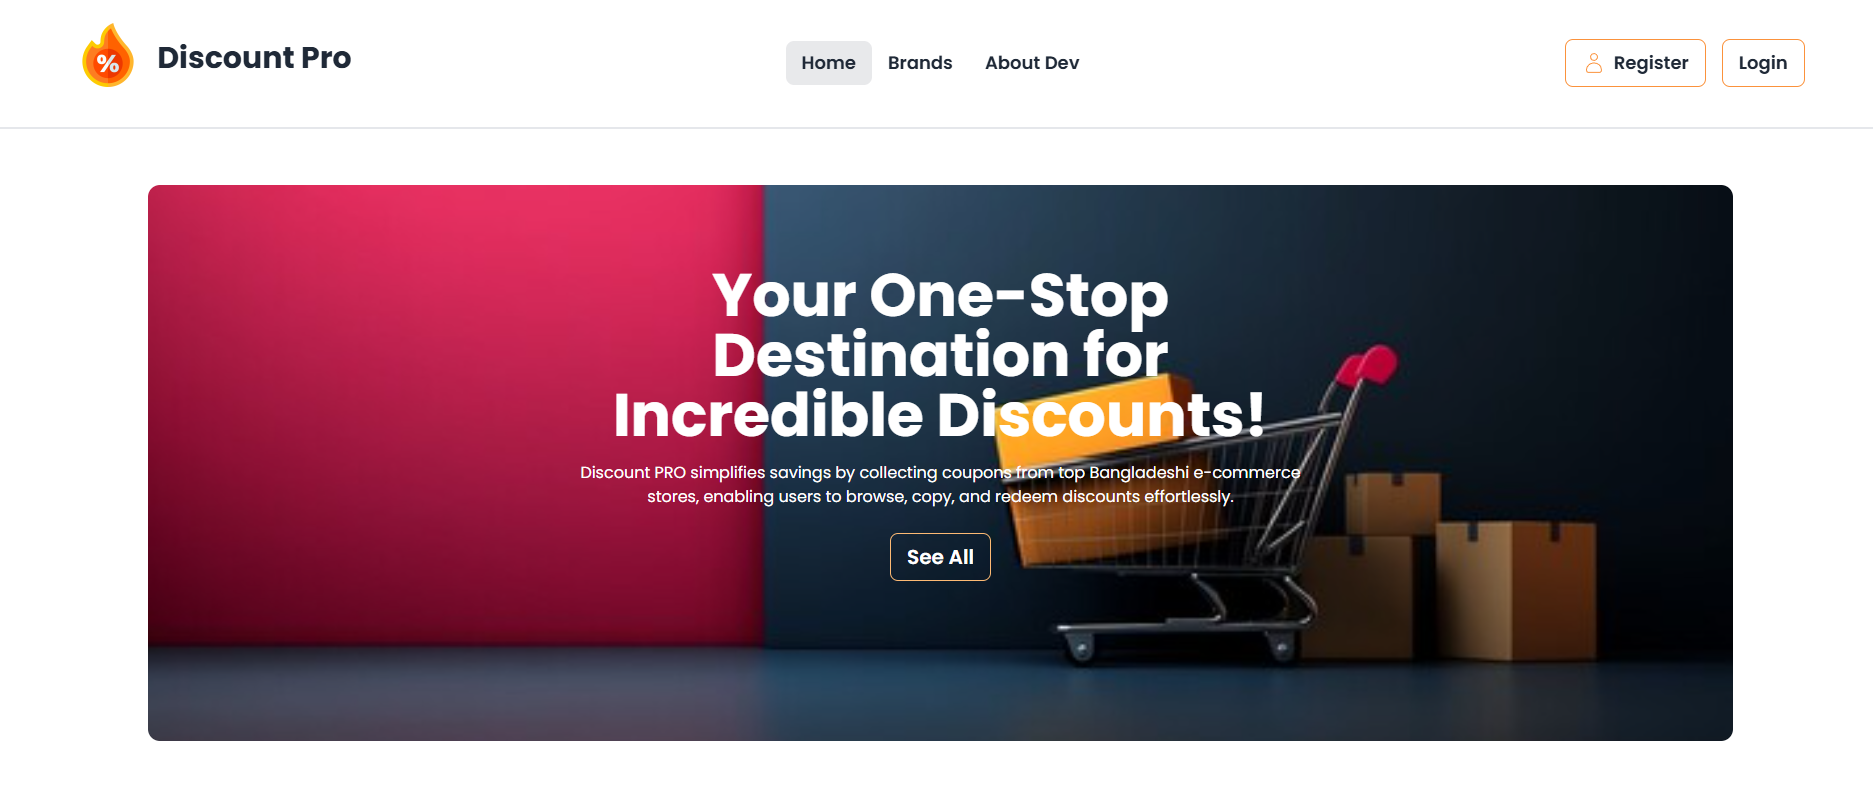 %
Discount Pro
Home
Brands
About Dev
Register
Login
Your One-Stop
Destination for
Incredible Discounts!
Discount PRO simplifies savings by collecting coupons from top Bangladeshi e-commerce
stores, enabling users to browse, copy, and redeem discounts effortlessly.
See All